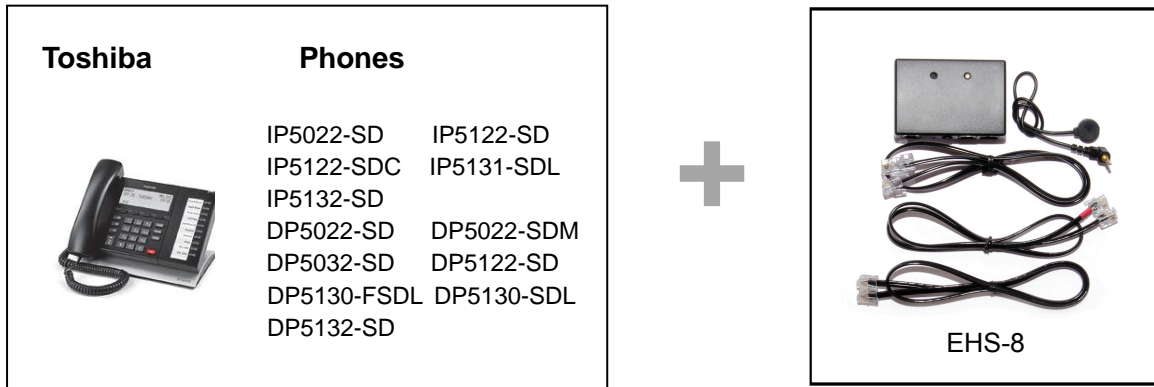 Toshiba Phones
IP5022-SD IP5122-SD
IP5122-SDC IP5131-SDL
IP5132-SD
DP5022-SD DP5022-SDM
DP5032-SD DP5122-SD
DP5130-FSDL DP5130-SDL
DP5132-SD
EHS-8